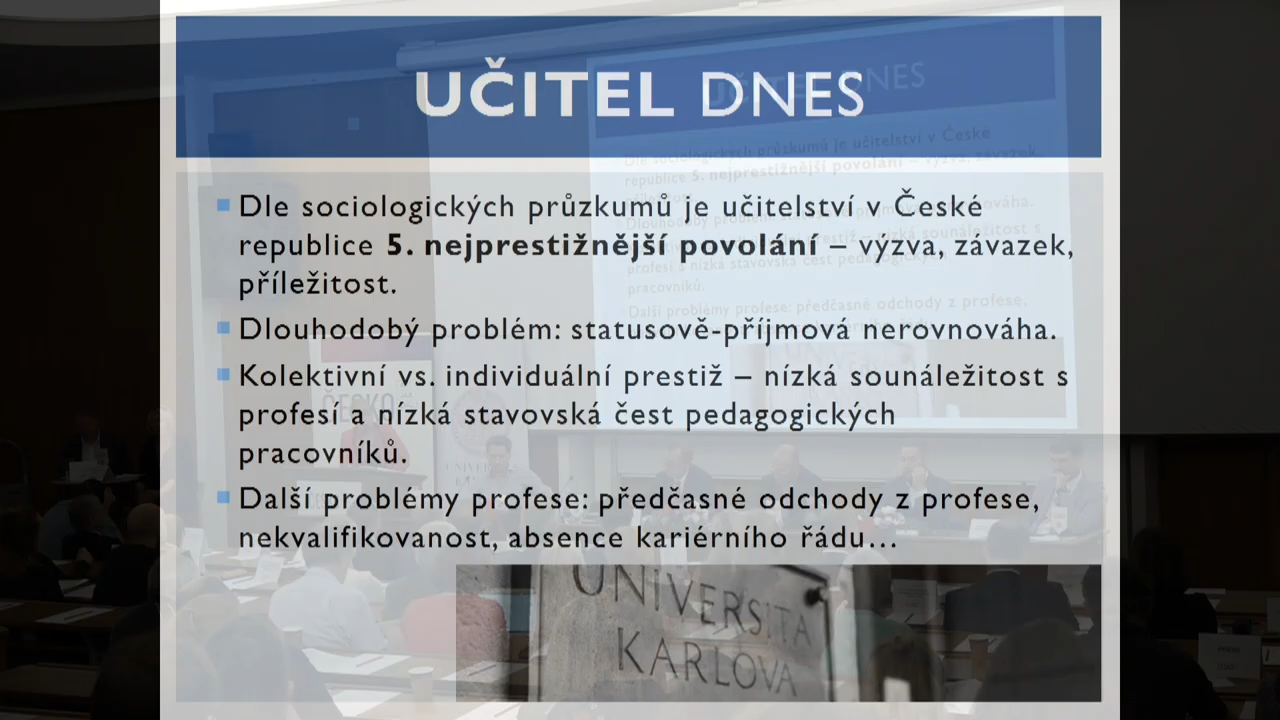 UČITEL DNES
Dle sociologických průzkumů je učitelství v České
republice 5. nejprestižnější povolání – výzva, závazek,
příležitost.
Dlouhodobý problém: statusově-příjmová nerovnováha.
Kolektivní vs. individuální prestiž – nízká sounáležitost s
profesí a nízká stavovská čest pedagogických
pracovníků.
Další problémy profese: předčasné odchody z profese,
nekvalifikovanost, absence kariérního řádu…
UNIVERSITA
KARLOVA